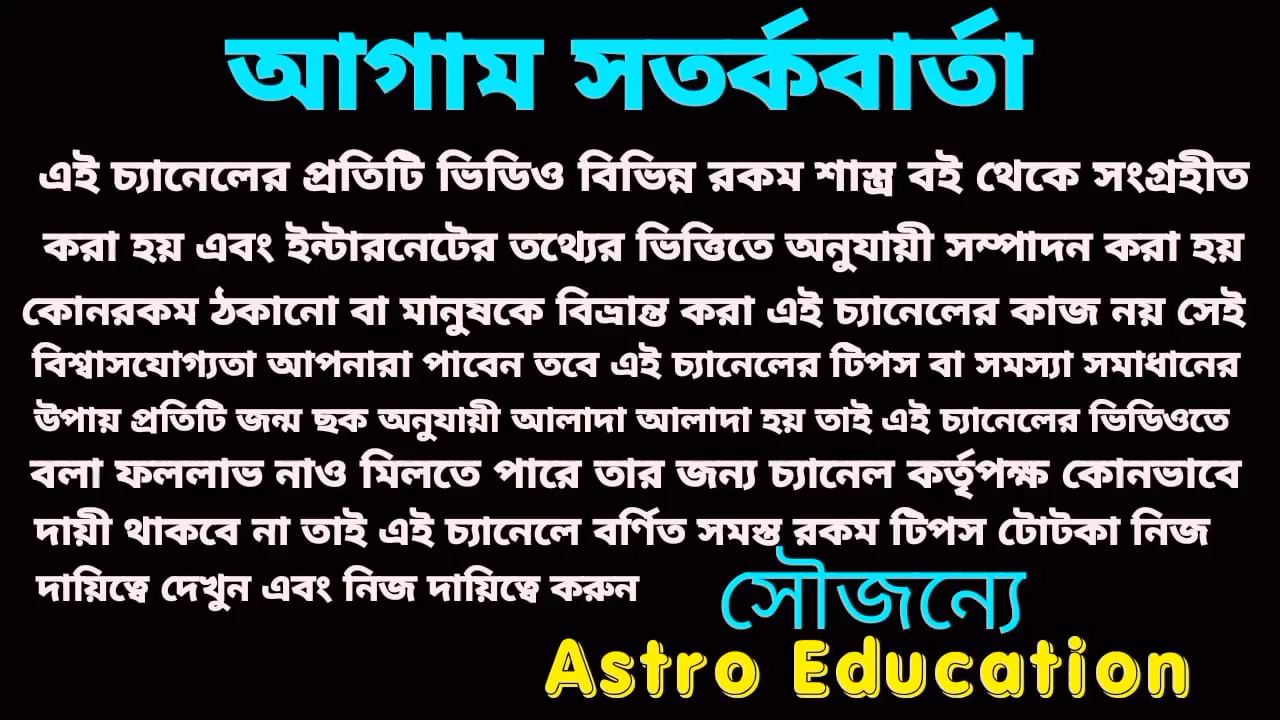 আগাম সতর্কবার্তা
এই চ্যানেলের প্রতিটি ভিডিও বিভিন্ন রকম শাস্ত্র বই থেকে সংগ্রহীত
করা হয় এবং ইন্টারনেটের তথ্যের ভিত্তিতে অনুযায়ী সম্পাদন করা হয়
কোনরকম ঠকানো বা মানুষকে বিভ্রান্ত করা এই চ্যানেলের কাজ নয় সেই
বিশ্বাসযোগ্যতা আপনারা পাবেন তবে এই চ্যানেলের টিপস বা সমস্যা সমাধানের
উপায় প্রতিটি জন্ম ছক অনুযায়ী আলাদা আলাদা হয় তাই এই চ্যানেলের ভিডিওতে
বলা ফললাভ নাও মিলতে পারে তার জন্য চ্যানেল কর্তৃপক্ষ কোনভাবে
দায়ী থাকবে না তাই এই চ্যানেলে বর্ণিত সমস্ত রকম টিপস টোটকা নিজ
দায়িত্বে দেখুন এবং নিজ দায়িত্বে করুন
সৌজন্যে
Astro Education